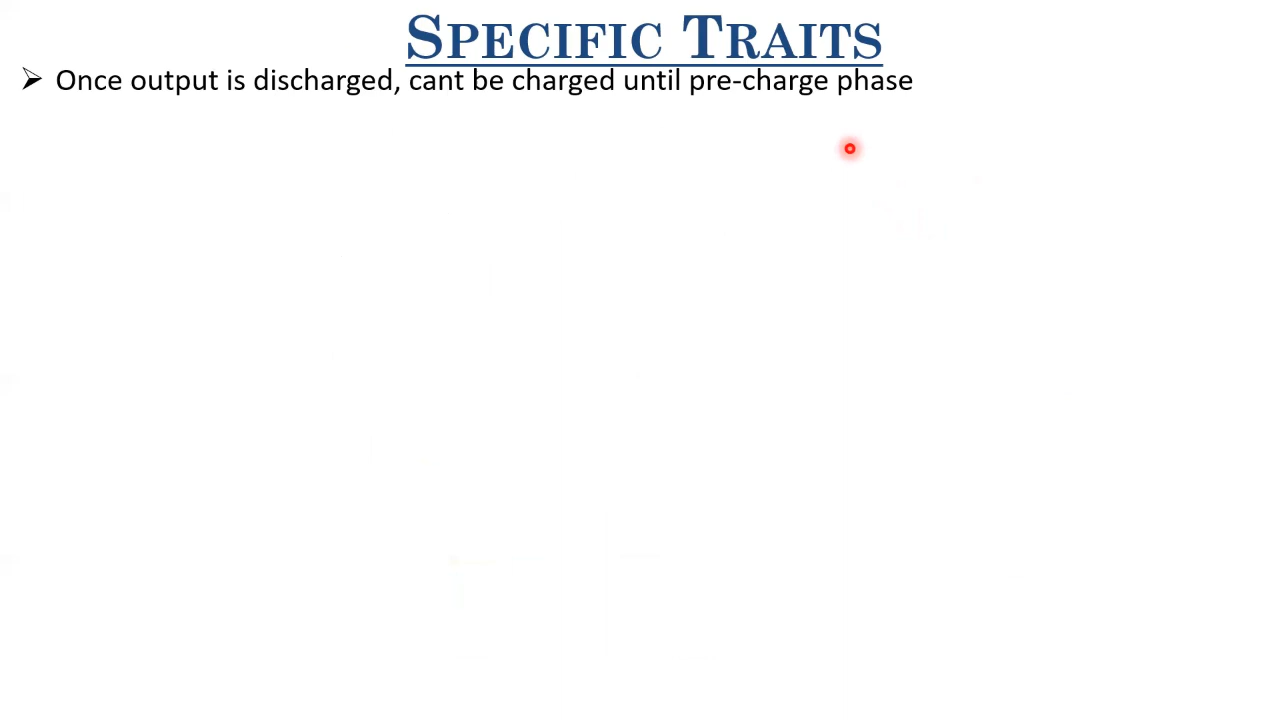 Specific Traits
➢ Once output is discharged, cant be charged until pre-charge phase